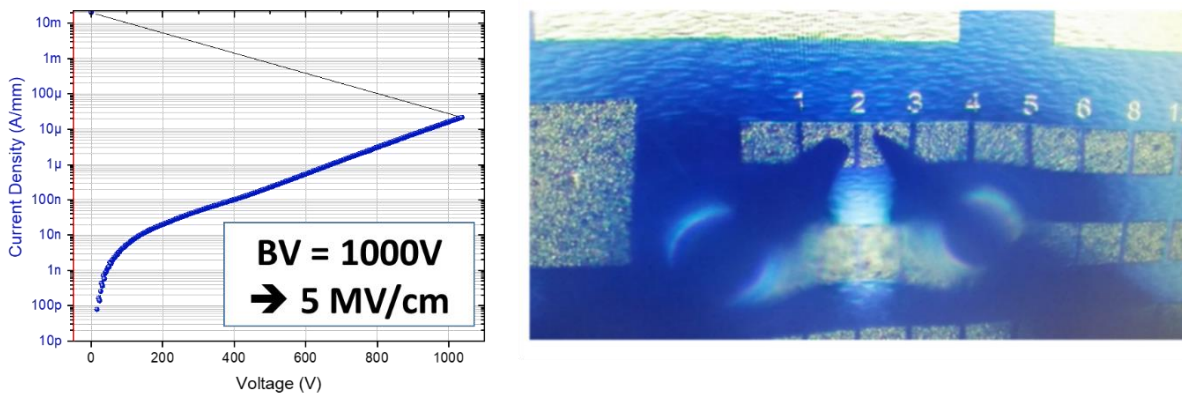 10m
1m
100µ
10µ
1µ
100n
10n
1n
100p
10p
Current Density (A/mm)
BV = 1000V
➔ 5 MV/cm
0 200 400 600 800 1000
Voltage (V)
1 2 3 4 5 6 8